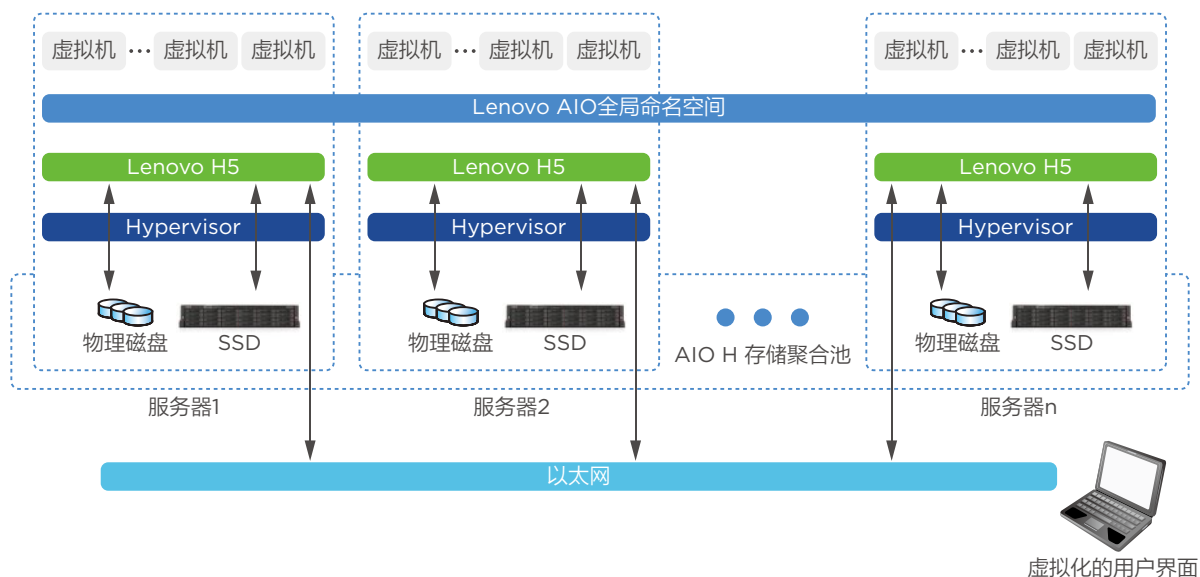 虚拟机 ··· 虚拟机 虚拟机 虚拟机 ··· 虚拟机 虚拟机 虚拟机 ··· 虚拟机 虚拟机
Lenovo AIO全局命名空间
Lenovo H5 Lenovo H5 Lenovo H5
Hypervisor Hypervisor Hypervisor
物理磁盘 SSD 物理磁盘 SSD AIO H 存储聚合池 物理磁盘 SSD
服务器1 服务器2 服务器n
以太网
虚拟化的用户界面